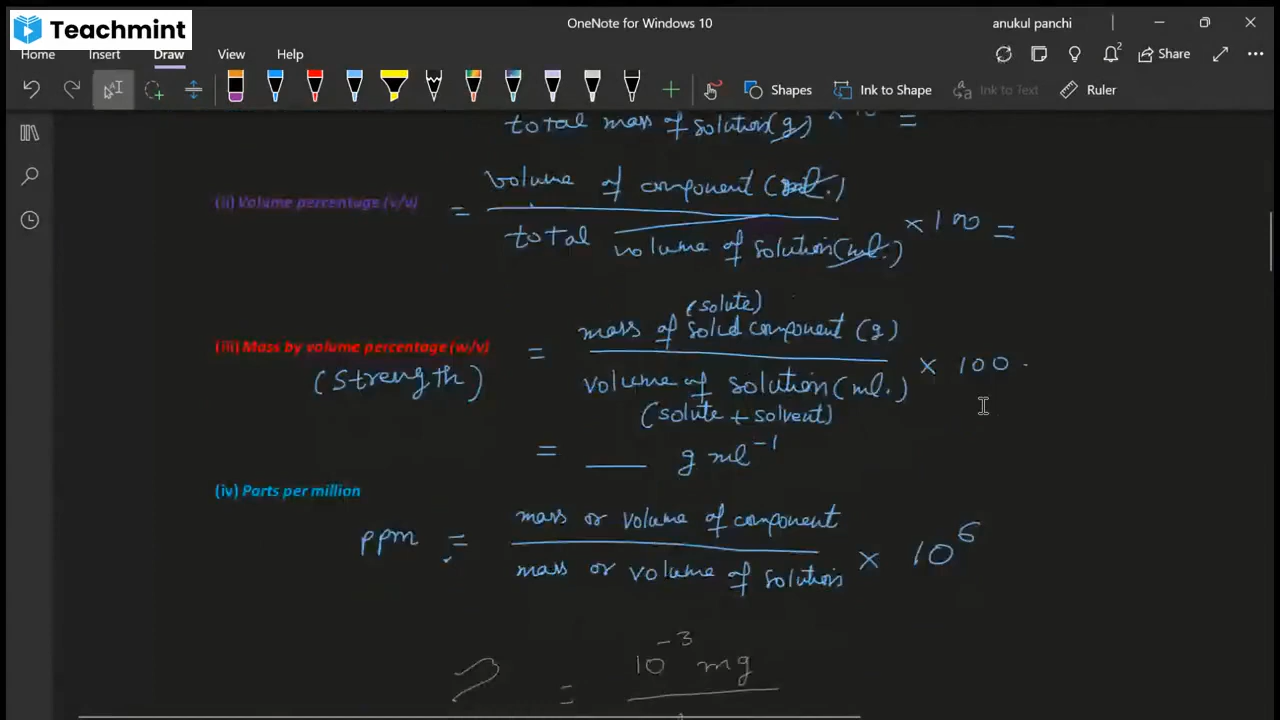 Teachmint
OneNote for Windows 10
anukul panchi
Home Insert Draw View Help
2
Share
Shapes
Ink to Shape
Ink to Text
Ruler
total mass of solution(g) × 10 =
(ii) Volume percentage (v/v)
= volume of component (ml.)
total volume of solution(ml.) × 100 =
(solute)
(iii) Mass by volume percentage (w/v)
(Strength)
= mass of solid component (g)
volume of solution (ml.) × 100.
(solute + solvent)
= ___ g ml⁻¹
(iv) Parts per million
ppm = mass or volume of component
mass or volume of solution × 10⁶
= 10⁻³ mg